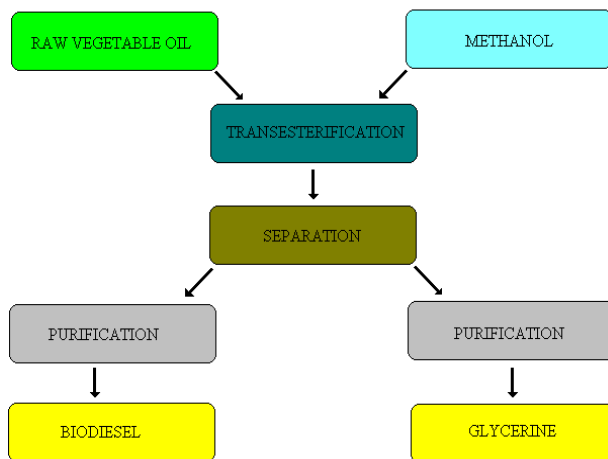 RAW VEGETABLE OIL
METHANOL
TRANSESTERIFICATION
SEPARATION
PURIFICATION
PURIFICATION
BIODIESEL
GLYCERINE